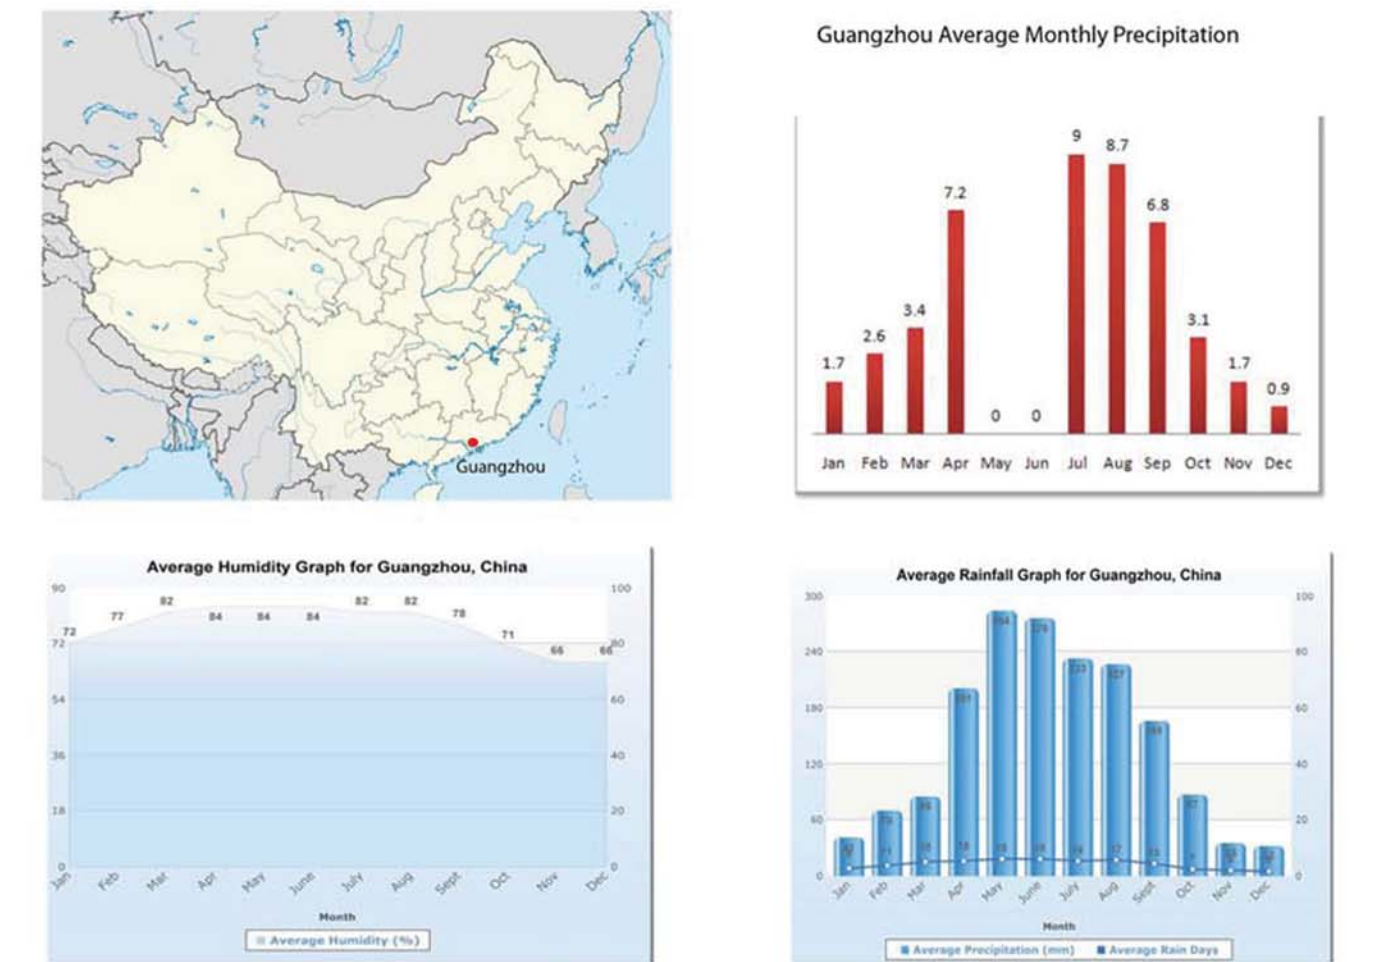 Guangzhou
Guangzhou Average Monthly Precipitation
9
8.7
7.2
6.8
3.4
3.1
2.6
1.7
1.7
0.9
0
0
Jan Feb Mar Apr May Jun Jul Aug Sep Oct Nov Dec
Average Humidity Graph for Guangzhou, China
90 100
82 82 82
77 84 84 84 78
72 71
72 80
66 66
54 60
36 40
18 20
0 0
Jan Feb Mar Apr May June July Aug Sept Oct Nov Dec
Month
Average Humidity (%)
Average Rainfall Graph for Guangzhou, China
300 100
240 80
180 60
120 40
60 20
0 0
Jan Feb Mar Apr May June July Aug Sept Oct Nov Dec
Month
Average Precipitation (mm) Average Rain Days